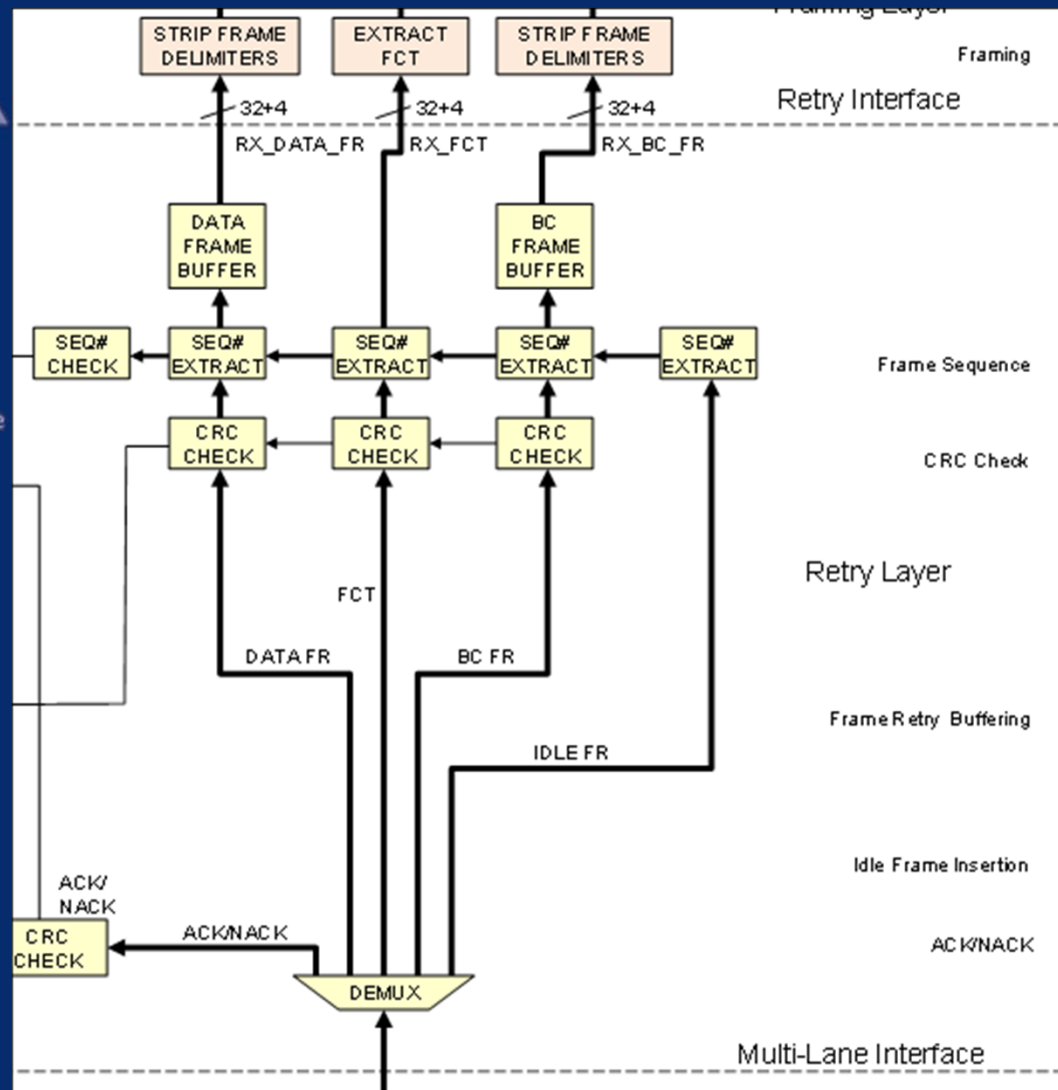 Framing Layer
STRIP FRAME
DELIMITERS
EXTRACT
FCT
STRIP FRAME
DELIMITERS
Framing
32+4
32+4
32+4
Retry Interface
RX_DATA_FR
RX_FCT
RX_BC_FR
DATA
FRAME
BUFFER
BC
FRAME
BUFFER
SEQ#
CHECK
SEQ#
EXTRACT
SEQ#
EXTRACT
SEQ#
EXTRACT
SEQ#
EXTRACT
Frame Sequence
CRC
CHECK
CRC
CHECK
CRC
CHECK
CRC Check
Retry Layer
FCT
DATA FR
BC FR
Frame Retry Buffering
IDLE FR
Idle Frame Insertion
ACK/
NACK
CRC
CHECK
ACK/NACK
ACK/NACK
DEMUX
Multi-Lane Interface